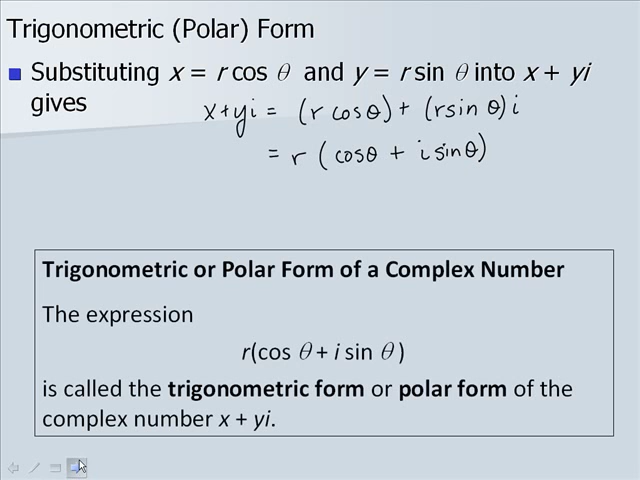 Trigonometric (Polar) Form
Substituting x = r cos θ and y = r sin θ into x + yi
gives
x+yi = (r cosθ) + (rsin θ) i
= r (cosθ + i sinθ)
Trigonometric or Polar Form of a Complex Number
The expression
r(cos θ + i sin θ )
is called the trigonometric form or polar form of the
complex number x + yi.